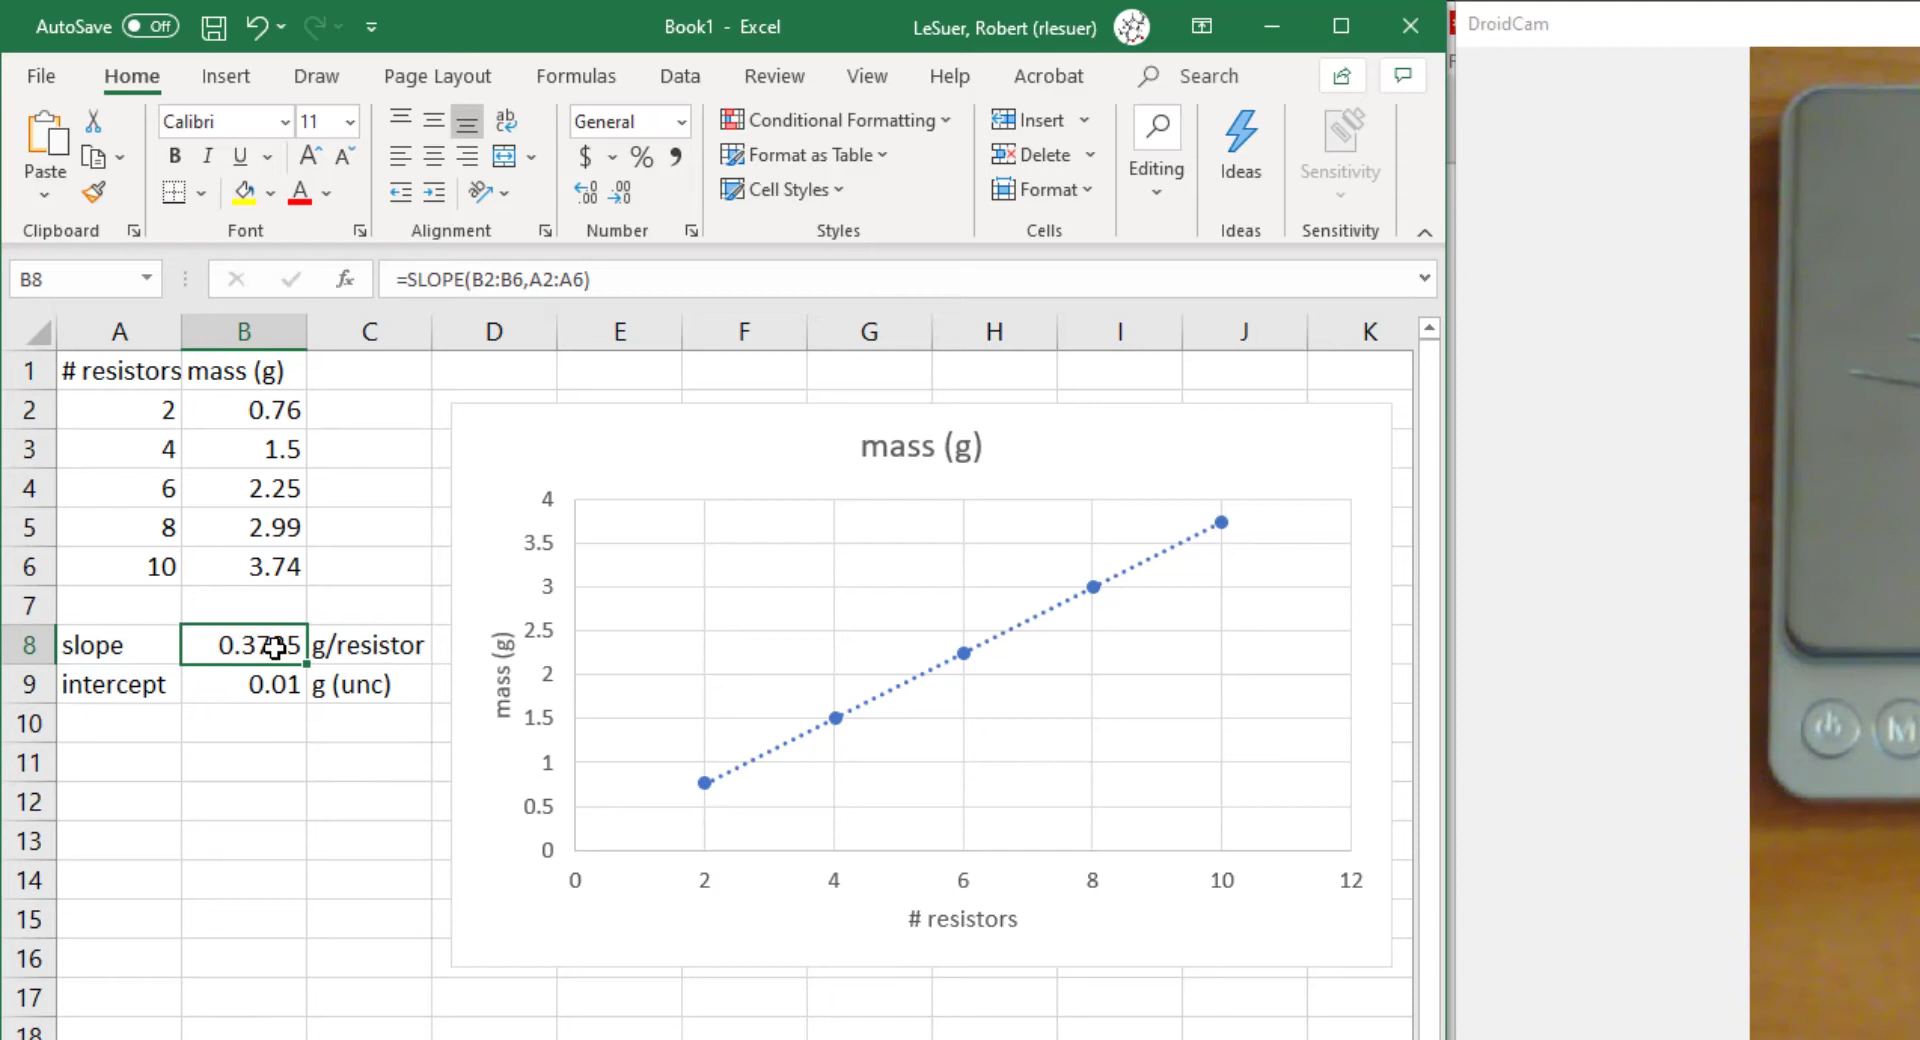 AutoSave Off Book1 - Excel LeSuer, Robert (rlesuer) DroidCam
File Home Insert Draw Page Layout Formulas Data Review View Help Acrobat Search
Paste
Calibri 11
B I U A A
A
ab
General
$ % 9
Conditional Formatting
Format as Table
Cell Styles
Insert
Delete
Format
Editing
Ideas
Sensitivity
Clipboard Font Alignment Number Styles Cells Ideas Sensitivity
B8 fx =SLOPE(B2:B6,A2:A6)
A B C D E F G H I J K
1 # resistors mass (g)
2 2 0.76
3 4 1.5
4 6 2.25
5 8 2.99
6 10 3.74
7
8 slope g/resistor
9 intercept 0.01 g (unc)
10
11
12
13
14
15
16
17
18
mass (g)
4
3.5
3
2.5
2
1.5
1
0.5
0
0 2 4 6 8 10 12
mass (g)
# resistors
M